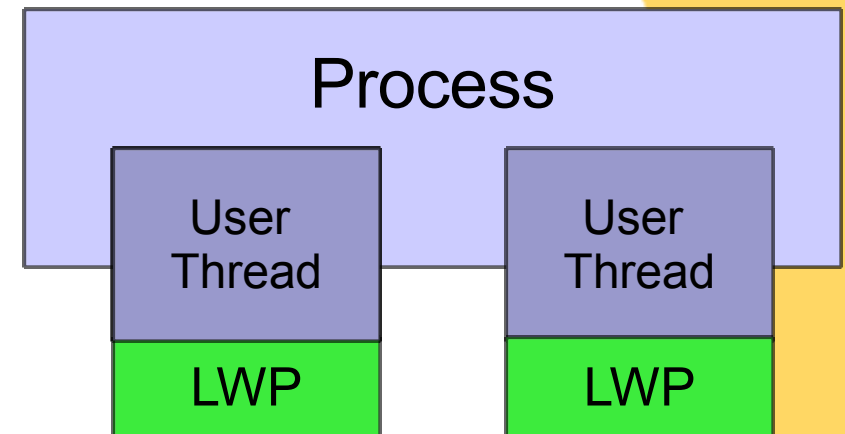 Process
User
Thread
User
Thread
LWP
LWP